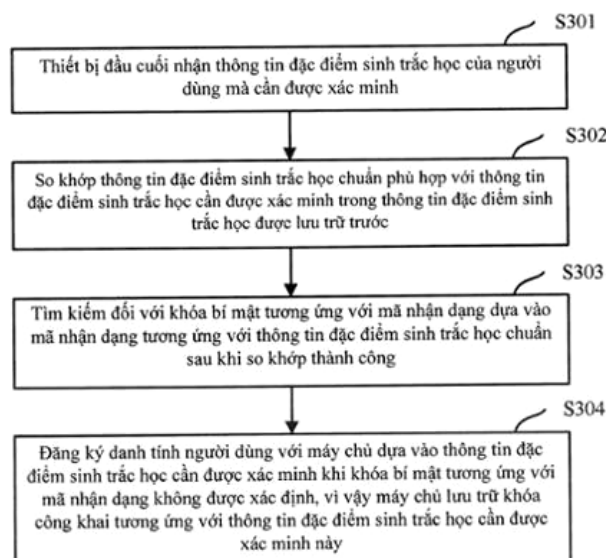 S301
Thiết bị đầu cuối nhận thông tin đặc điểm sinh trắc học của người
dùng mà cần được xác minh
S302
So khớp thông tin đặc điểm sinh trắc học chuẩn phù hợp với thông tin
đặc điểm sinh trắc học cần được xác minh trong thông tin đặc điểm sinh
trắc học được lưu trữ trước
S303
Tìm kiếm đối với khóa bí mật tương ứng với mã nhận dạng dựa vào
mã nhận dạng tương ứng với thông tin đặc điểm sinh trắc học chuẩn
sau khi so khớp thành công
S304
Đăng ký danh tính người dùng với máy chủ dựa vào thông tin đặc
điểm sinh trắc học cần được xác minh khi khóa bí mật tương ứng với
mã nhận dạng không được xác định, vì vậy máy chủ lưu trữ khóa
công khai tương ứng với thông tin đặc điểm sinh trắc học cần được
xác minh này